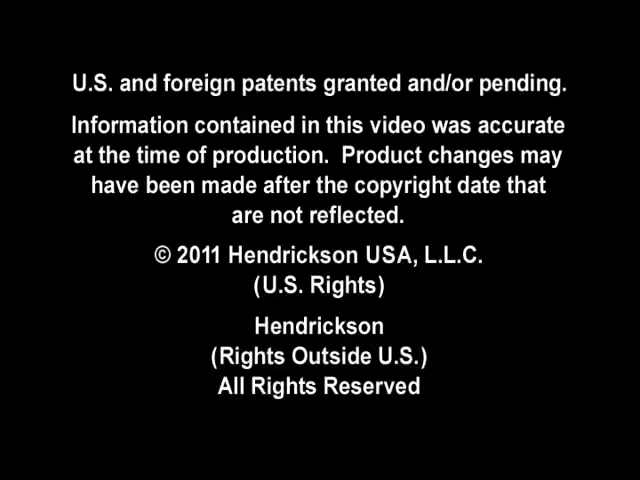 U.S. and foreign patents granted and/or pending.
Information contained in this video was accurate
at the time of production.  Product changes may
have been made after the copyright date that
are not reflected.
© 2011 Hendrickson USA, L.L.C.
(U.S. Rights)
Hendrickson
(Rights Outside U.S.)
All Rights Reserved